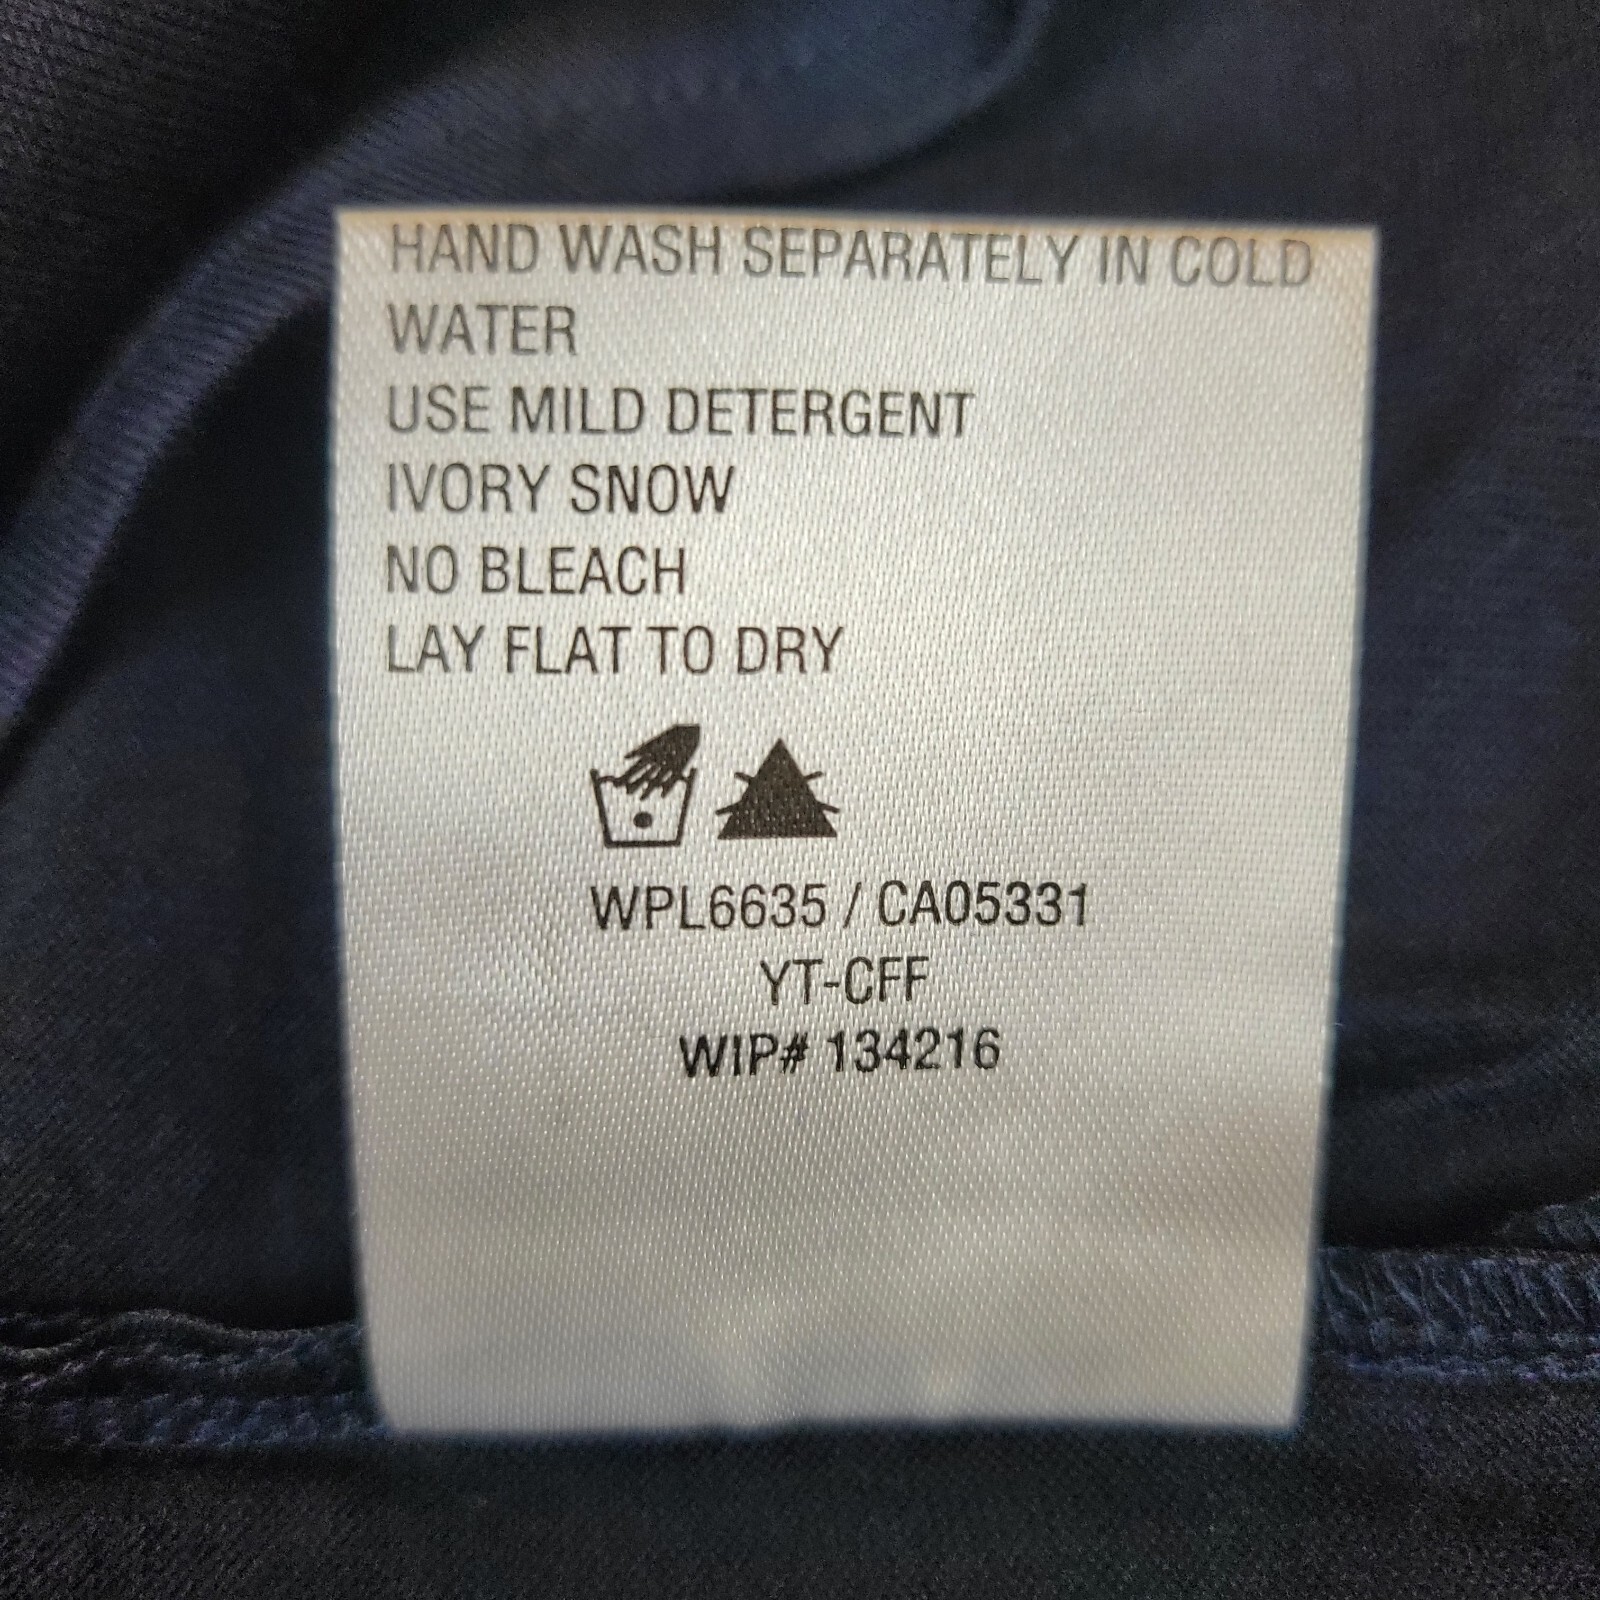 HAND WASH SEPARATELY IN COLD
WATER
USE MILD DETERGENT
IVORY SNOW
NO BLEACH
LAY FLAT TO DRY
WPL6635 / CA05331
YT-CFF
WIP# 134216